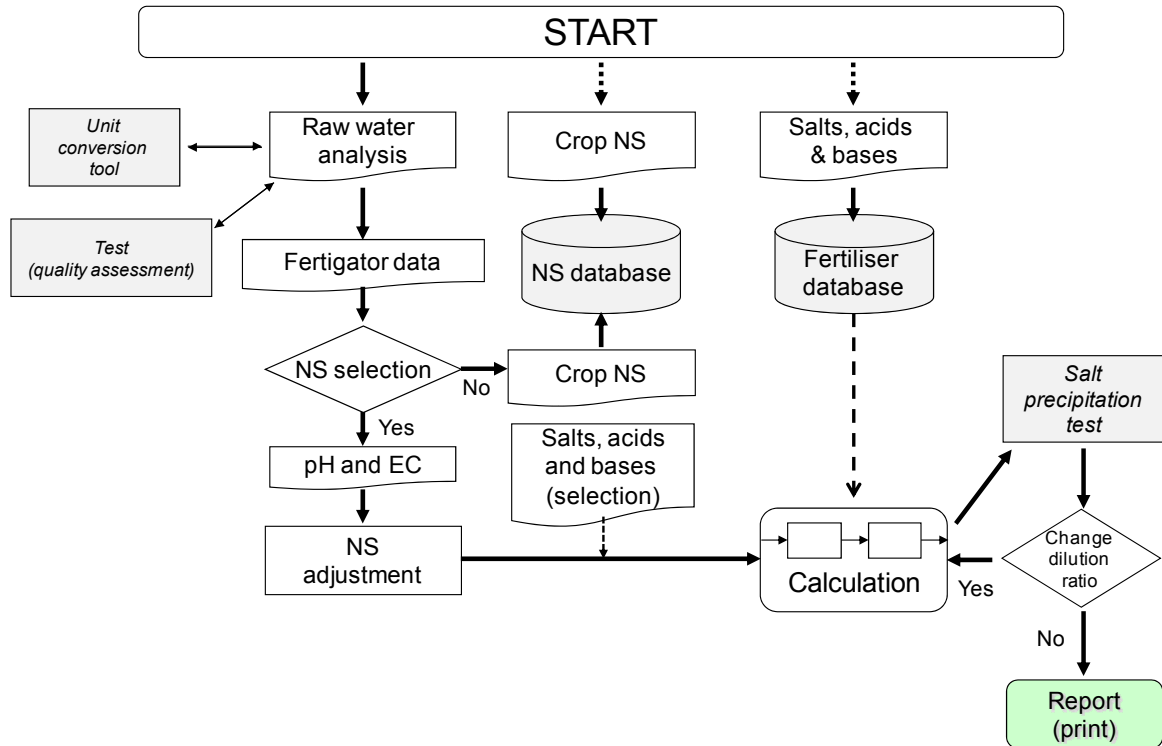 START
Unit
conversion
tool
Raw water
analysis
Crop NS
Salts, acids
& bases
Test
(quality assessment)
Fertigator data
NS database
Fertiliser
database
NS selection
No
Crop NS
Salt
precipitation
test
Yes
pH and EC
Salts, acids
and bases
(selection)
NS
adjustment
Calculation
Yes
Change
dilution
ratio
No
Report
(print)